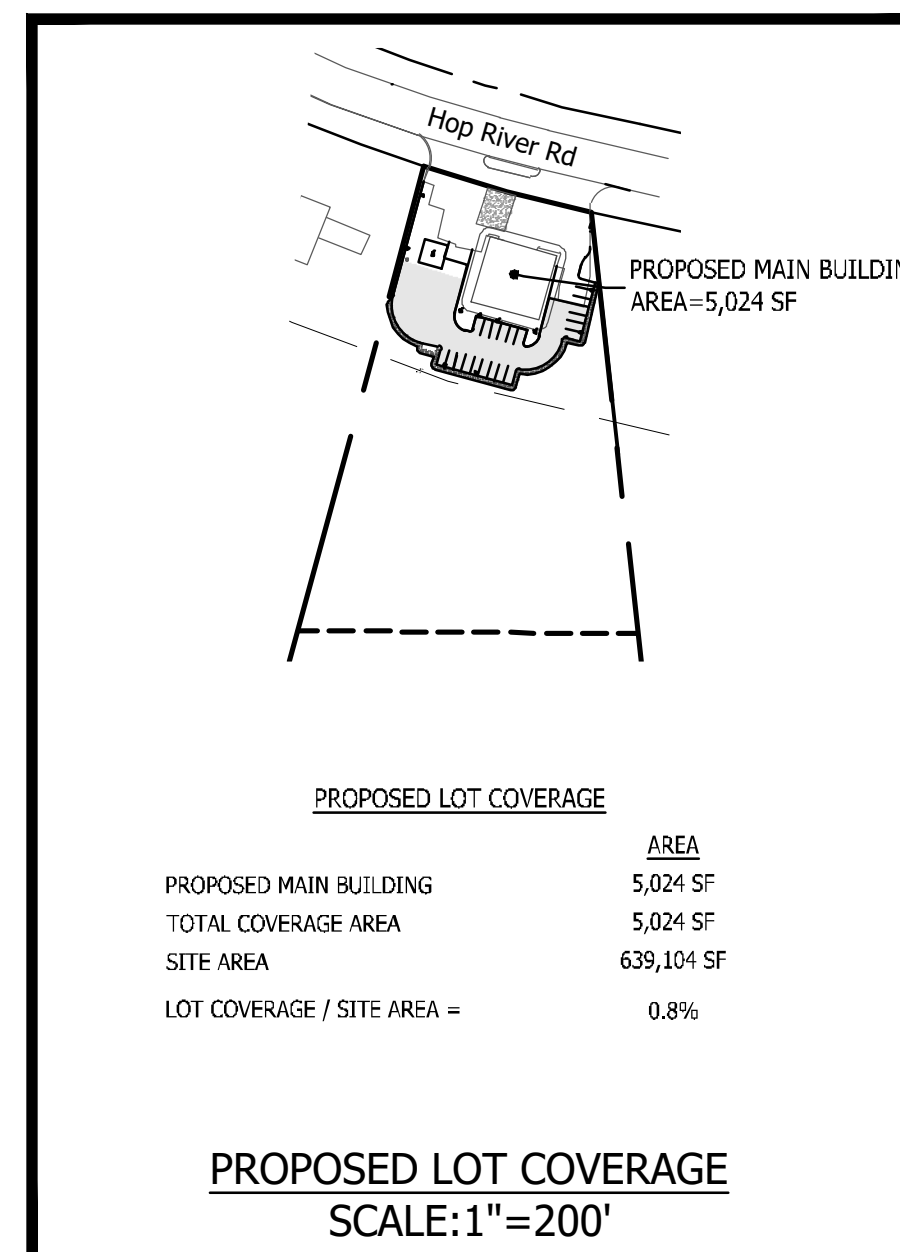 Hop River Rd
PROPOSED MAIN BUILDIN
AREA=5,024 SF
PROPOSED LOT COVERAGE
AREA
PROPOSED MAIN BUILDING 5,024 SF
TOTAL COVERAGE AREA 5,024 SF
SITE AREA 639,104 SF
LOT COVERAGE / SITE AREA = 0.8%
PROPOSED LOT COVERAGE
SCALE:1"=200'